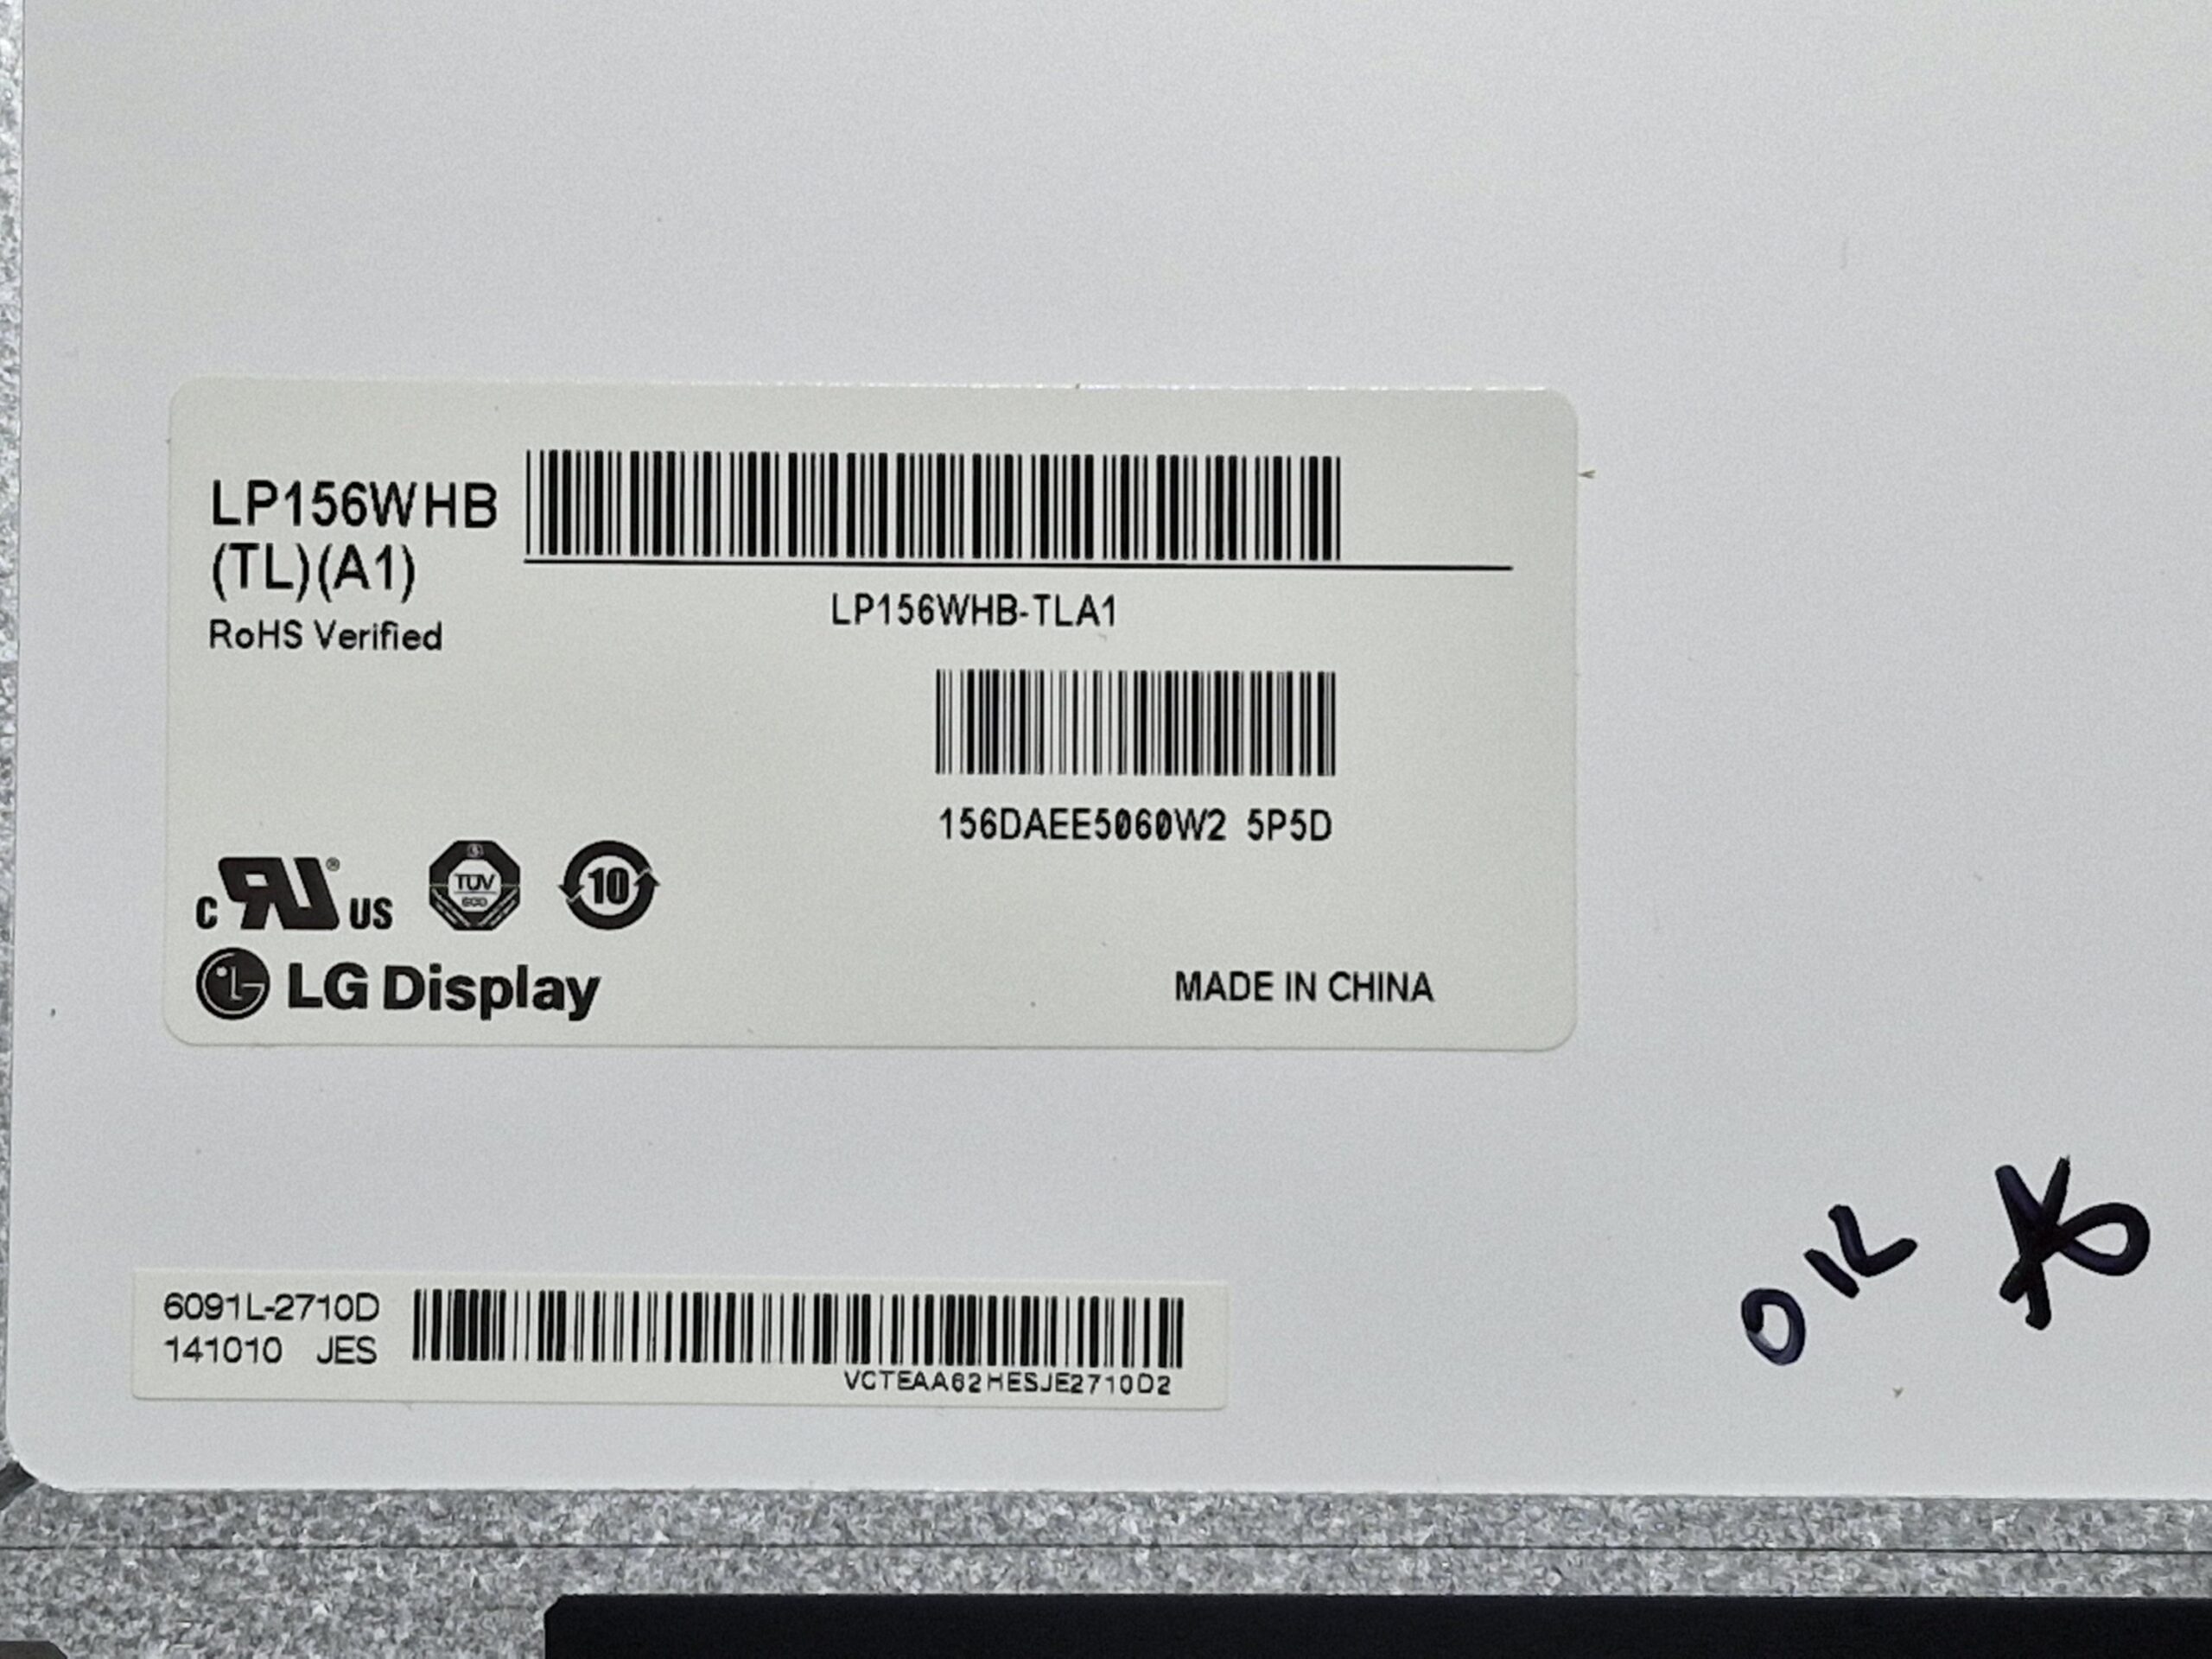 LP156WHB
(TL)(A1)
RoHS Verified
LP156WHB-TLA1
156DAEE5060W2 5P5D
c RU ® US
TÜV
10
LG Display
MADE IN CHINA
6091L-2710D
141010 JES
VCTEAA62HESJE2710D2
OK